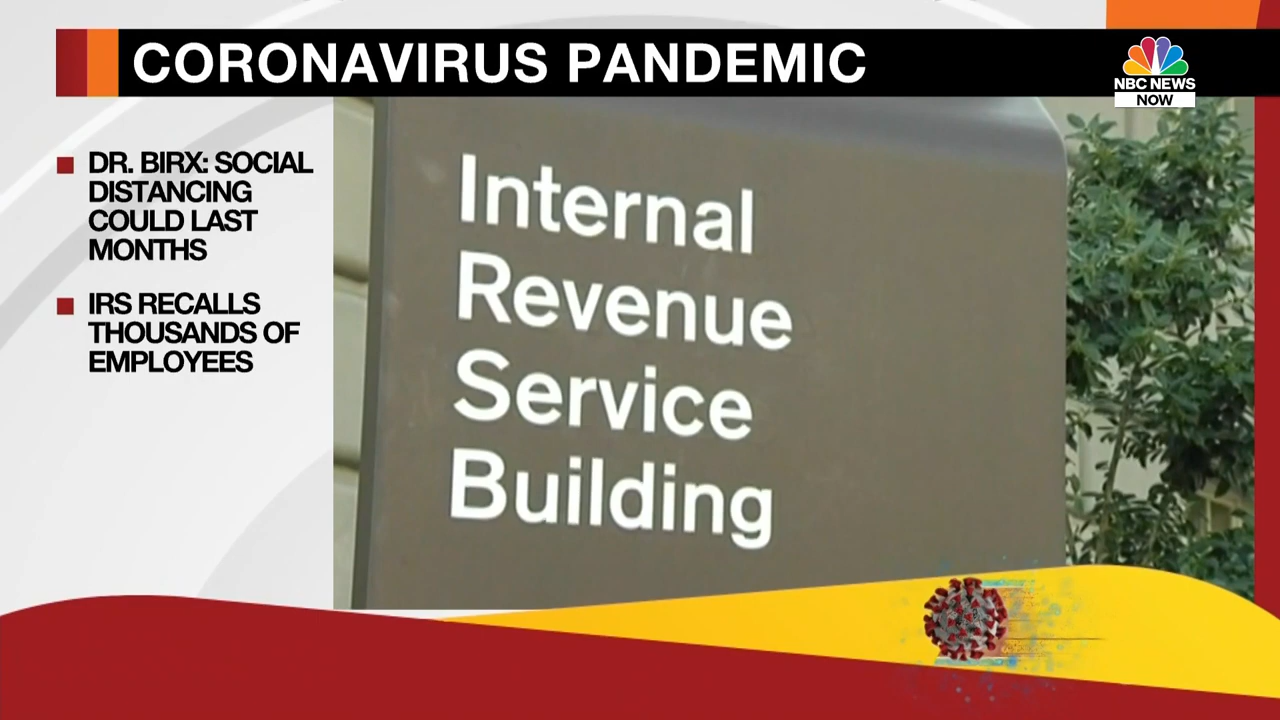 CORONAVIRUS PANDEMIC
NBC NEWS
NOW
DR. BIRX: SOCIAL
DISTANCING
COULD LAST
MONTHS
IRS RECALLS
THOUSANDS OF
EMPLOYEES
Internal
Revenue
Service
Building